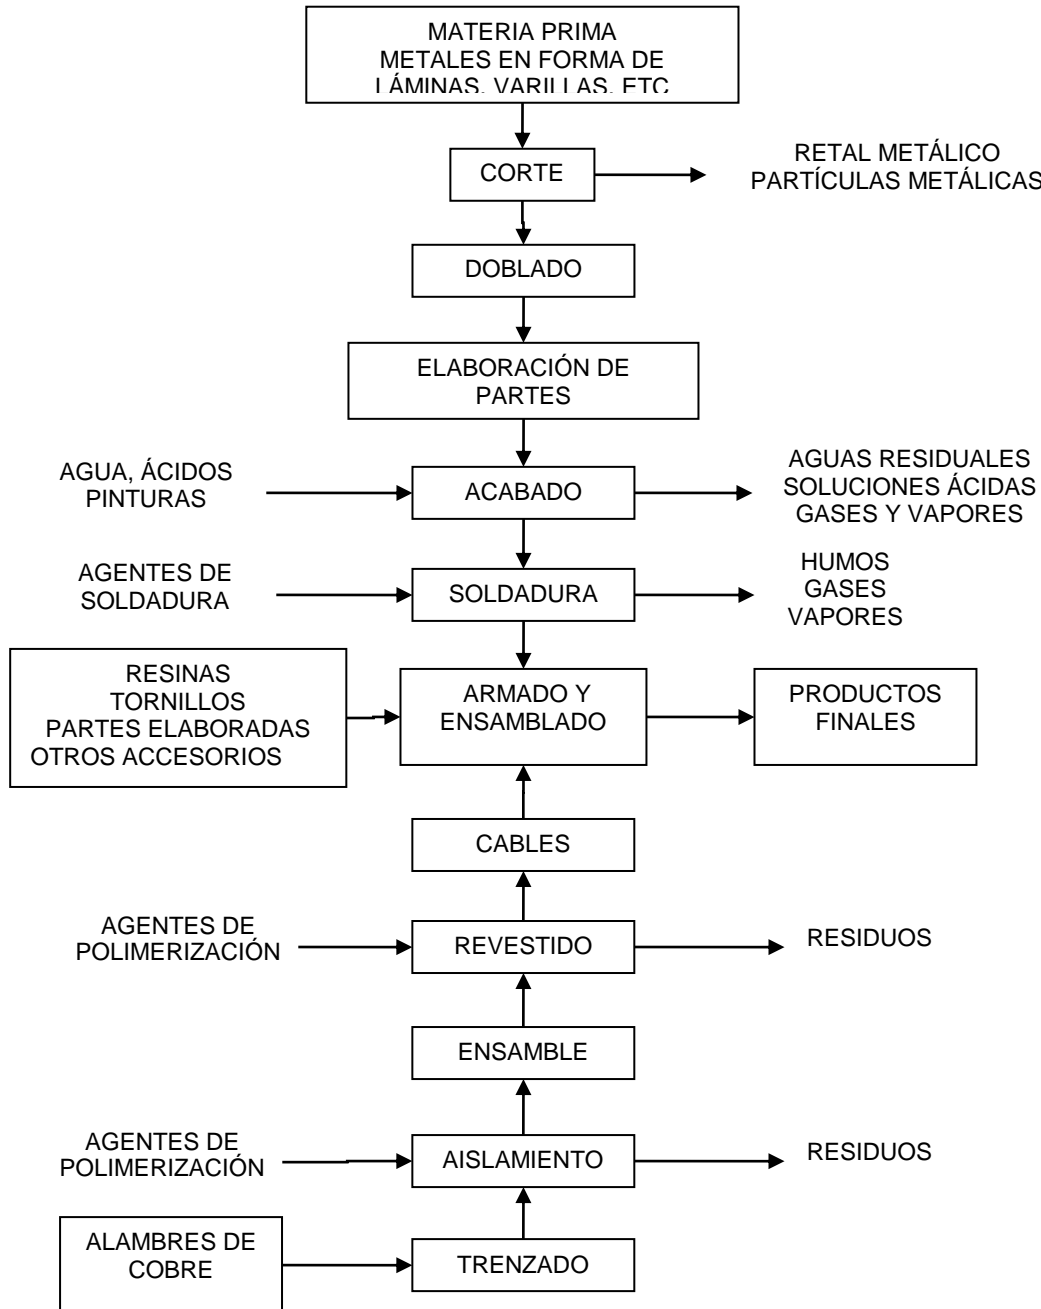 MATERIA PRIMA
METALES EN FORMA DE
LÁMINAS, VARILLAS, ETC
CORTE
RETAL METÁLICO
PARTÍCULAS METÁLICAS
DOBLADO
ELABORACIÓN DE
PARTES
AGUA, ÁCIDOS
PINTURAS
ACABADO
AGUAS RESIDUALES
SOLUCIONES ÁCIDAS
GASES Y VAPORES
AGENTES DE
SOLDADURA
SOLDADURA
HUMOS
GASES
VAPORES
RESINAS
TORNILLOS
PARTES ELABORADAS
OTROS ACCESORIOS
ARMADO Y
ENSAMBLADO
PRODUCTOS
FINALES
CABLES
AGENTES DE
POLIMERIZACIÓN
REVESTIDO
RESIDUOS
ENSAMBLE
AGENTES DE
POLIMERIZACIÓN
AISLAMIENTO
RESIDUOS
ALAMBRES DE
COBRE
TRENZADO